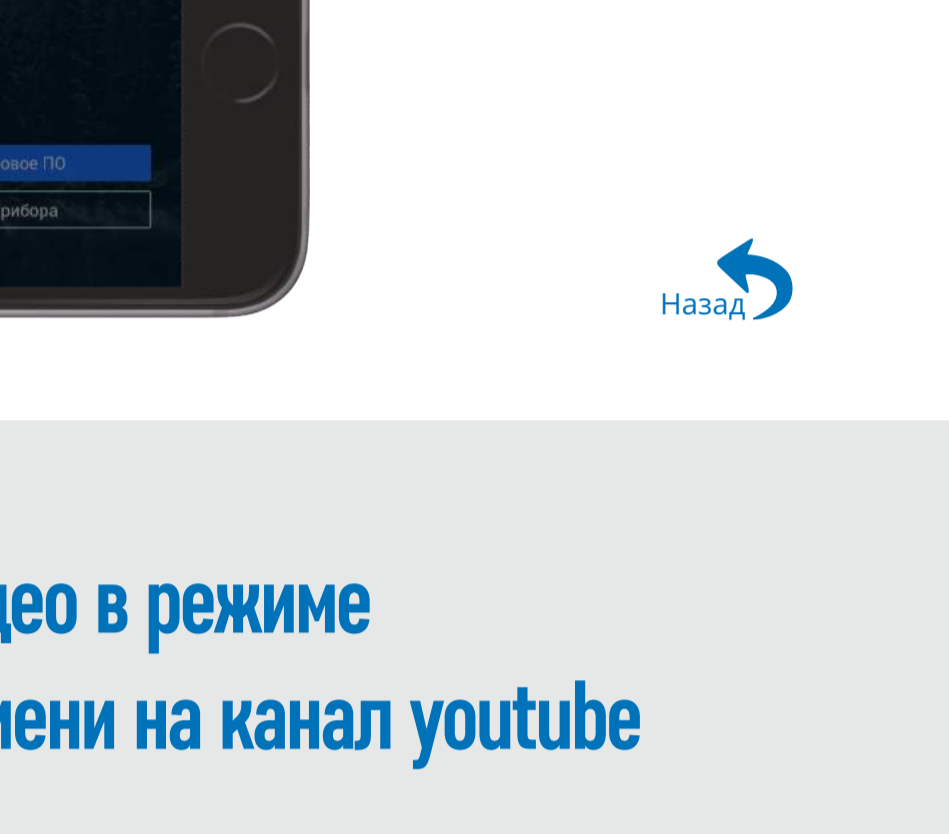 овое ПО
рибора
Назад
део в режиме
мени на канал youtube